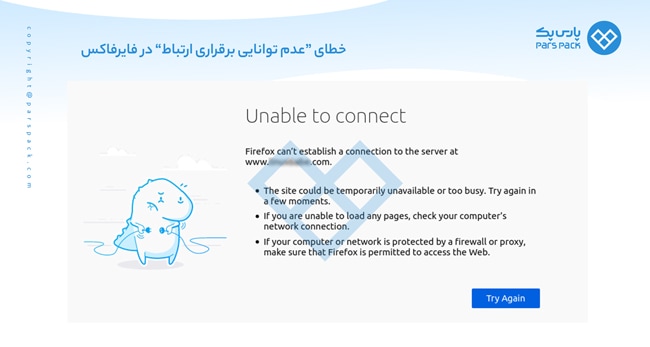 پارس پک
PARS PACK
خطای “عدم توانایی برقراری ارتباط” در فایرفاکس
copyright@parspack.com
Unable to connect
Firefox can’t establish a connection to the server at
www. .com.
The site could be temporarily unavailable or too busy. Try again in
a few moments.
If you are unable to load any pages, check your computer’s
network connection.
If your computer or network is protected by a firewall or proxy,
make sure that Firefox is permitted to access the Web.
Try Again